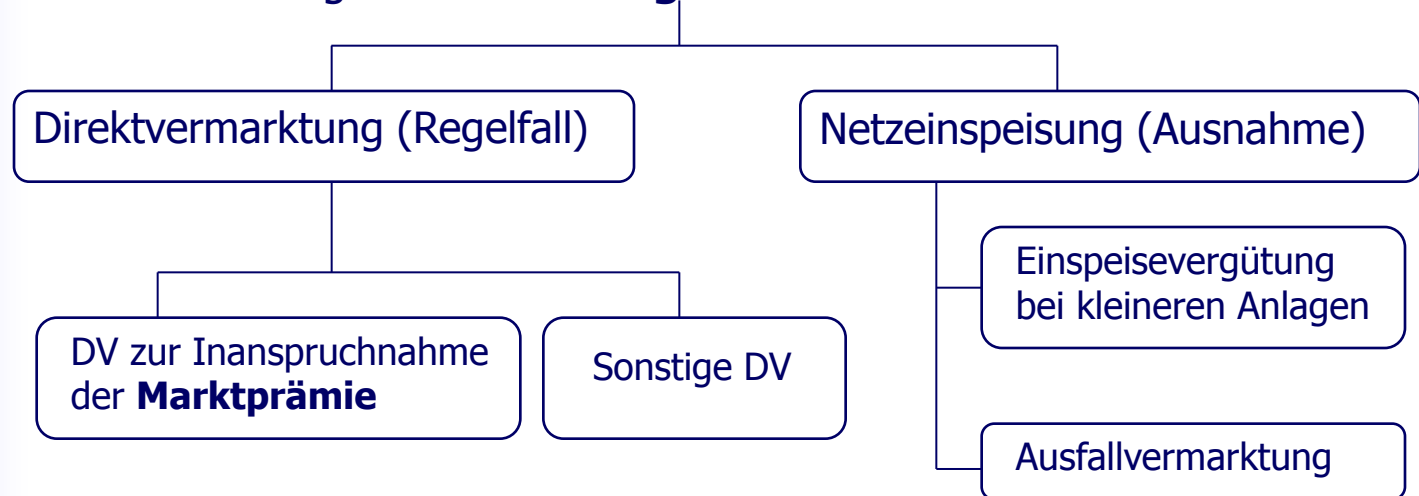 Direktvermarktung (Regelfall)
Netzeinspeisung (Ausnahme)
Einspeisevergütung
bei kleineren Anlagen
DV zur Inanspruchnahme
der Marktprämie
Sonstige DV
Ausfallvermarktung